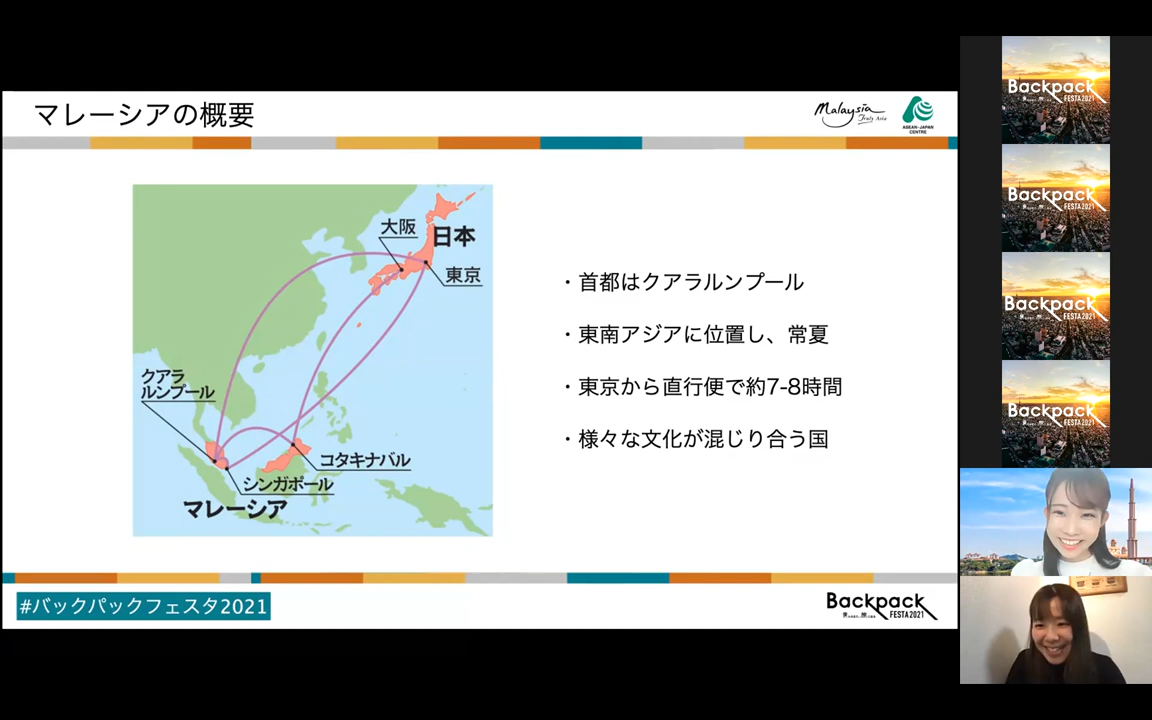 マレーシアの概要
Malaysia
Truly Asia
ASEAN-JAPAN
CENTRE
大阪
日本
東京
クアラ
ルンプール
コタキナバル
シンガポール
マレーシア
・首都はクアラルンプール
・東南アジアに位置し、常夏
・東京から直行便で約7-8時間
・様々な文化が混じり合う国
#バックパックフェスタ2021
Backpack
FESTA2021
Backpack
FESTA2021
Backpack
FESTA2021
Backpack
FESTA2021
Backpack
FESTA2021